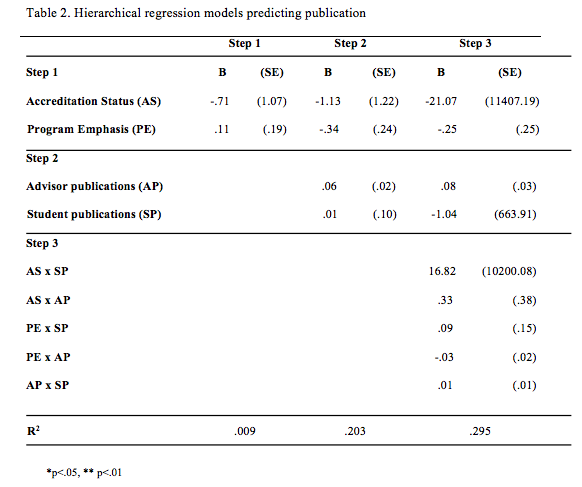 Table 2. Hierarchical regression models predicting publication
Step 1 Step 2 Step 3
Step 1 B (SE) B (SE) B (SE)
Accreditation Status (AS) -.71 (1.07) -1.13 (1.22) -21.07 (11407.19)
Program Emphasis (PE) .11 (.19) -.34 (.24) -.25 (.25)
Step 2
Advisor publications (AP) .06 (.02) .08 (.03)
Student publications (SP) .01 (.10) -1.04 (663.91)
Step 3
AS x SP 16.82 (10200.08)
AS x AP .33 (.38)
PE x SP .09 (.15)
PE x AP -.03 (.02)
AP x SP .01 (.01)
R² .009 .203 .295
*p<.05, ** p<.01